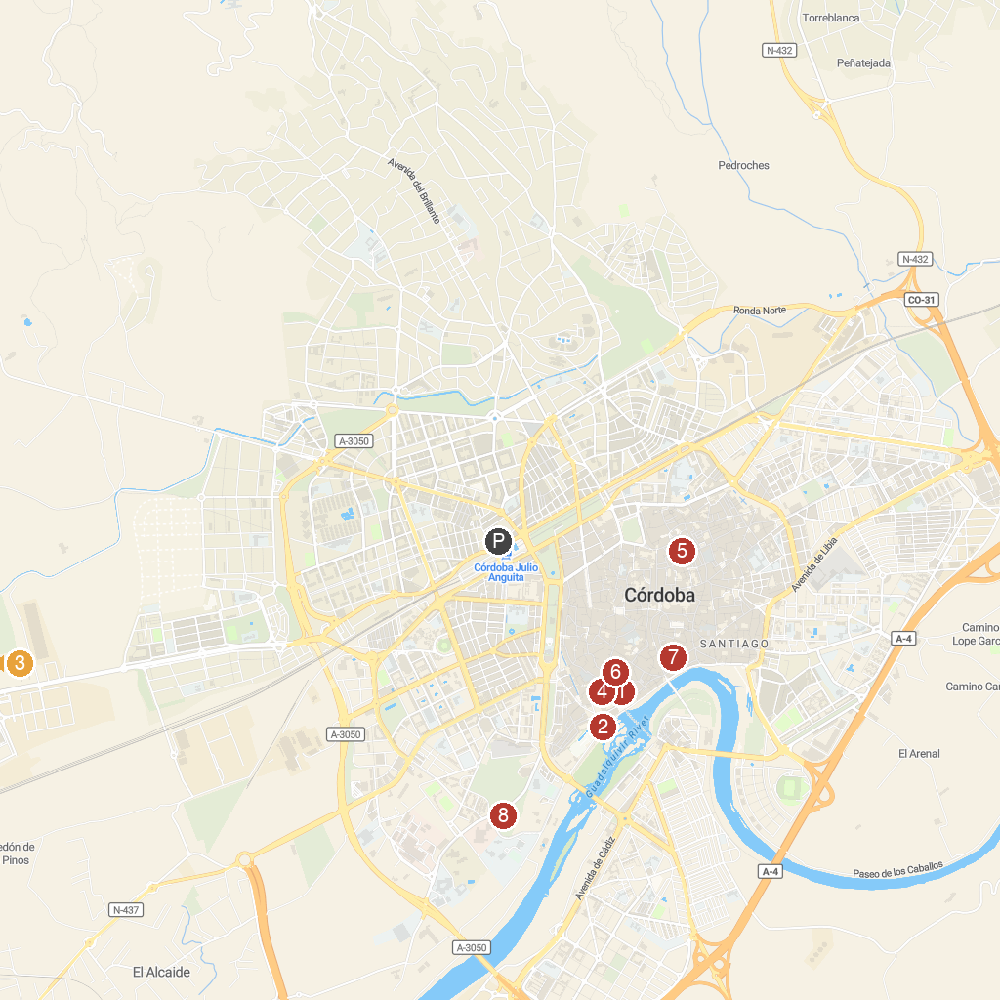 Torreblanca
N-432
Peñatejada
Pedroches
Avenida del Brillante
N-432
CO-31
Ronda Norte
A-3050
P
Córdoba Julio
Anguita
5
Avenida de Libia
Córdoba
SANTIAGO
A-4
Camino
Lope Garc
3
7
6
4
1
2
Camino Car
A-3050
Guadalquivir River
El Arenal
8
edón de
Pinos
Avenida de Cádiz
A-4
Paseo de los Caballos
N-437
A-3050
El Alcaide